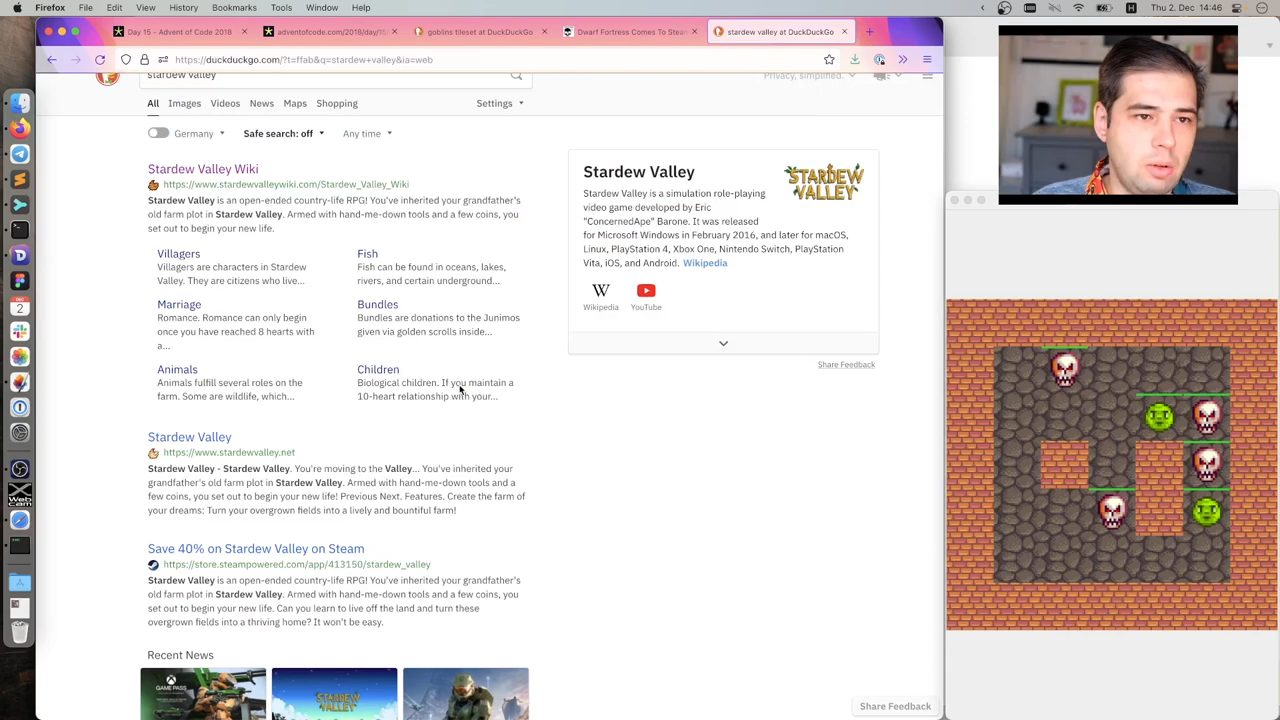 Firefox File Edit View History Bookmarks Tools Window Help
Thu 2. Dec 14:46
Day 15 - Advent of Code 2018
adventofcode.com/2018/day/15
goblins tileset at DuckDuckGo
Dwarf Fortress Comes To Steam
stardew valley at DuckDuckGo
https://duckduckgo.com/?t=ffab&q=stardew+valley&ia=web
stardew valley
Privacy, simplified.
All Images Videos News Maps Shopping
Settings
Germany Safe search: off Any time
Stardew Valley Wiki
https://www.stardewvalleywiki.com/Stardew_Valley_Wiki
Stardew Valley is an open-ended country-life RPG! You've inherited your grandfather's
old farm plot in Stardew Valley. Armed with hand-me-down tools and a few coins, you
set out to begin your new life.
Villagers
Villagers are characters in Stardew
Valley. They are citizens who live...
Fish
Fish can be found in oceans, lakes,
rivers, and certain underground...
Marriage
Romance. Romance can only begin
once you have reached 8 hearts with
a...
Bundles
Bundles are donations to the Junimos
given via golden scrolls inside...
Animals
Animals fulfill several roles on the
farm. Some are wildlife, which...
Children
Biological children. If you maintain a
10-heart relationship with your...
Stardew Valley
https://www.stardewvalley.net
Stardew Valley - Stardew Valley. You're moving to the Valley... You've inherited your
grandfather's old farm plot in Stardew Valley. Armed with hand-me-down tools and a
few coins, you set out to begin your new life! Previous Next. Features. Create the farm of
your dreams: Turn your overgrown fields into a lively and bountiful farm!
Save 40% on Stardew Valley on Steam
https://store.steampowered.com/app/413150/stardew_valley
Stardew Valley is an open-ended country-life RPG! You've inherited your grandfather's
old farm plot in Stardew Valley. Armed with hand-me-down tools and a few coins, you
set out to begin your new life. Can you learn to live off the land and turn these
overgrown fields into a thriving home? It won't be easy.
Recent News
GAME PASS
STARDEW
VALLEY
Stardew Valley
STARDEW
VALLEY
Stardew Valley is a simulation role-playing
video game developed by Eric
"ConcernedApe" Barone. It was released
for Microsoft Windows in February 2016, and later for macOS,
Linux, PlayStation 4, Xbox One, Nintendo Switch, PlayStation
Vita, iOS, and Android. Wikipedia
W
Wikipedia YouTube
Share Feedback
Share Feedback
DEC
2
Web
Cam